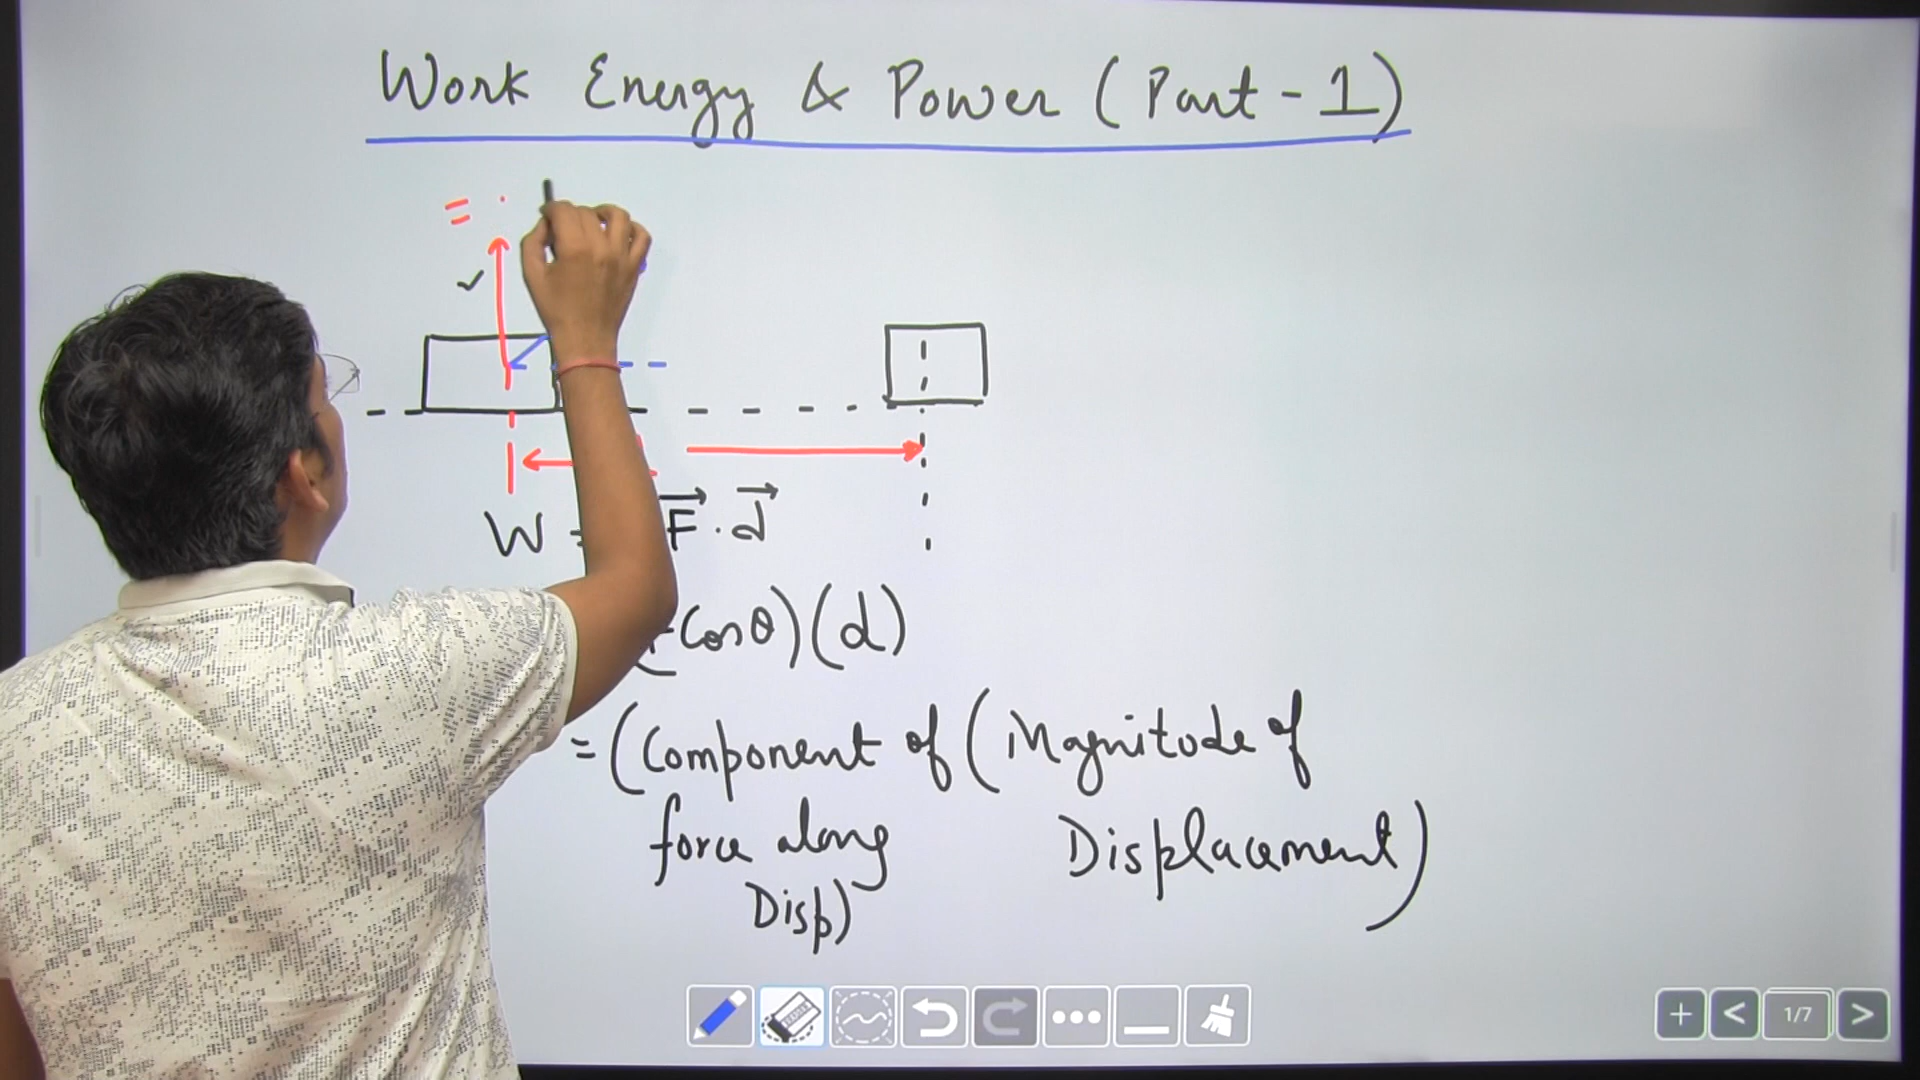 Work Energy & Power (Part - 1)
=
W = F . d
Cosθ) (d)
= (Component of (Magnitude of
force along Displacement)
Disp)
1/7